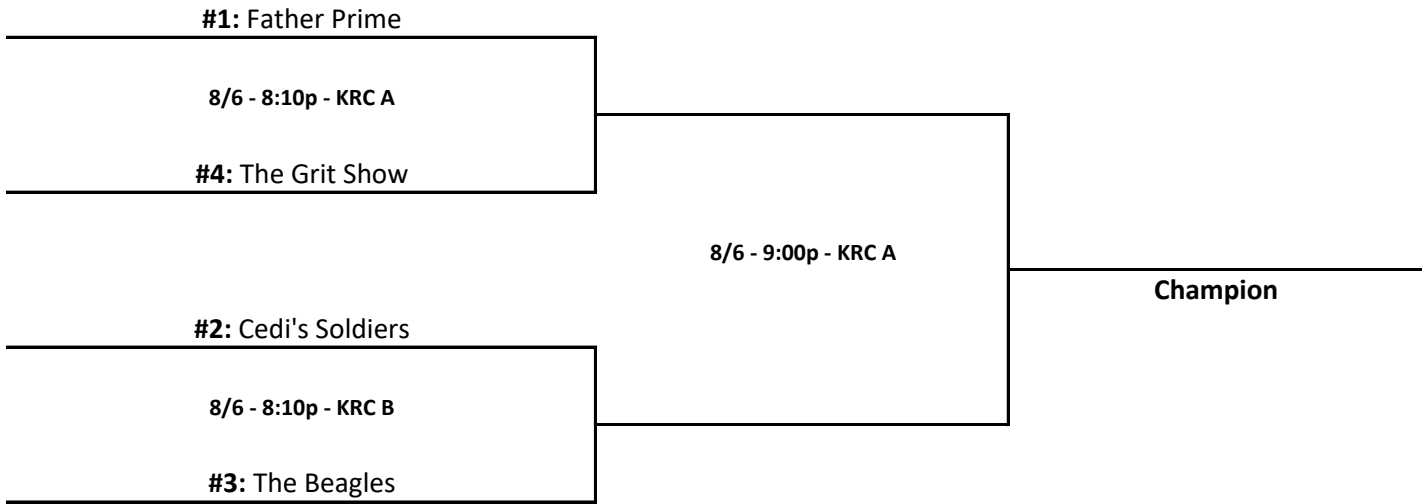 #1: Father Prime
8/6 - 8:10p - KRC A
#4: The Grit Show
8/6 - 9:00p - KRC A
Champion
#2: Cedi's Soldiers
8/6 - 8:10p - KRC B
#3: The Beagles